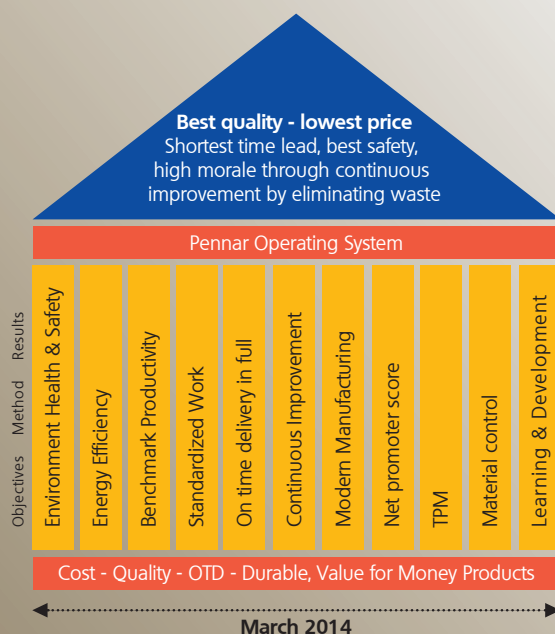 Best quality - lowest price
Shortest time lead, best safety,
high morale through continuous
improvement by eliminating waste
Pennar Operating System
Objectives Method Results
Environment Health & Safety
Energy Efficiency
Benchmark Productivity
Standardized Work
On time delivery in full
Continuous Improvement
Modern Manufacturing
Net promoter score
TPM
Material control
Learning & Development
Cost - Quality - OTD - Durable, Value for Money Products
March 2014